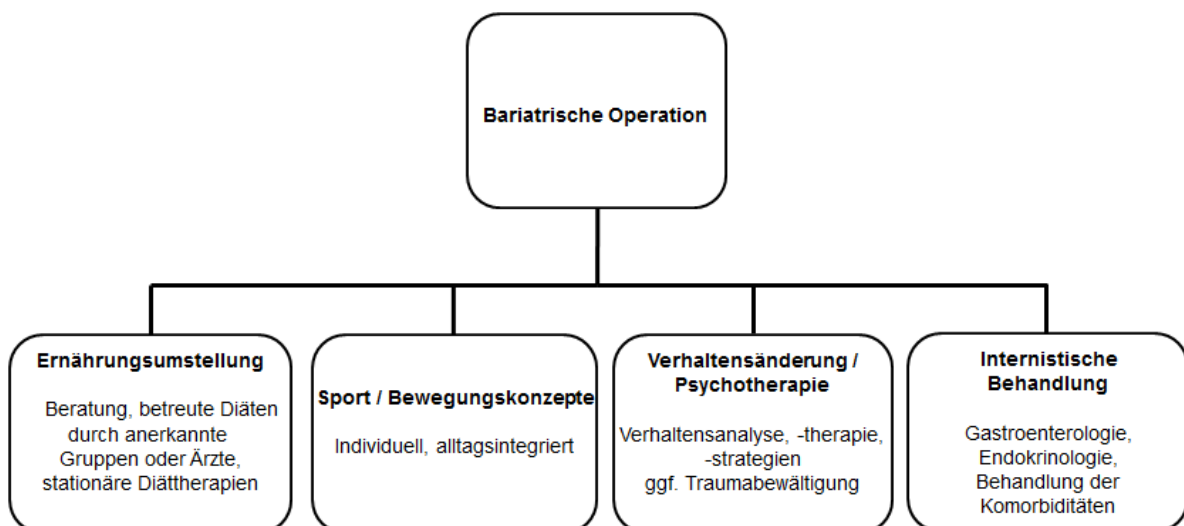 Bariatrische Operation
Ernährungsumstellung
Beratung, betreute Diäten
durch anerkannte
Gruppen oder Ärzte,
stationäre Diättherapien
Sport / Bewegungskonzepte
Individuell, alltagsintegriert
Verhaltensänderung /
Psychotherapie
Verhaltensanalyse, -therapie,
-strategien
ggf. Traumabewältigung
Internistische
Behandlung
Gastroenterologie,
Endokrinologie,
Behandlung der
Komorbiditäten